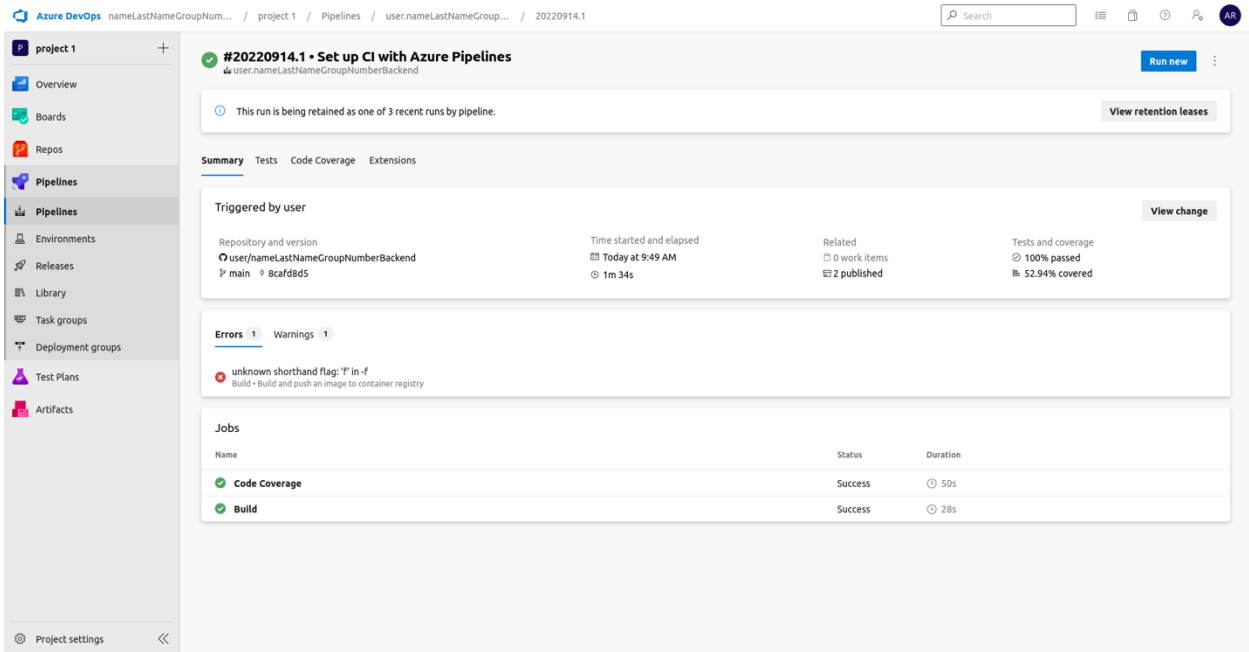 Azure DevOps nameLastNameGroupNum... / project 1 / Pipelines / user.nameLastNameGroup... / 20220914.1
Search
AR
P project 1
Overview
Boards
Repos
Pipelines
Pipelines
Environments
Releases
Library
Task groups
Deployment groups
Test Plans
Artifacts
Project settings
#20220914.1 • Set up CI with Azure Pipelines
user.nameLastNameGroupNumberBackend
Run new
This run is being retained as one of 3 recent runs by pipeline.
View retention leases
Summary Tests Code Coverage Extensions
Triggered by user
View change
Repository and version
user/nameLastNameGroupNumberBackend
main 8cafd8d5
Time started and elapsed
Today at 9:49 AM
1m 34s
Related
0 work items
2 published
Tests and coverage
100% passed
52.94% covered
Errors 1 Warnings 1
unknown shorthand flag: 'f' in -f
Build • Build and push an image to container registry
Jobs
Name Status Duration
Code Coverage Success 50s
Build Success 28s